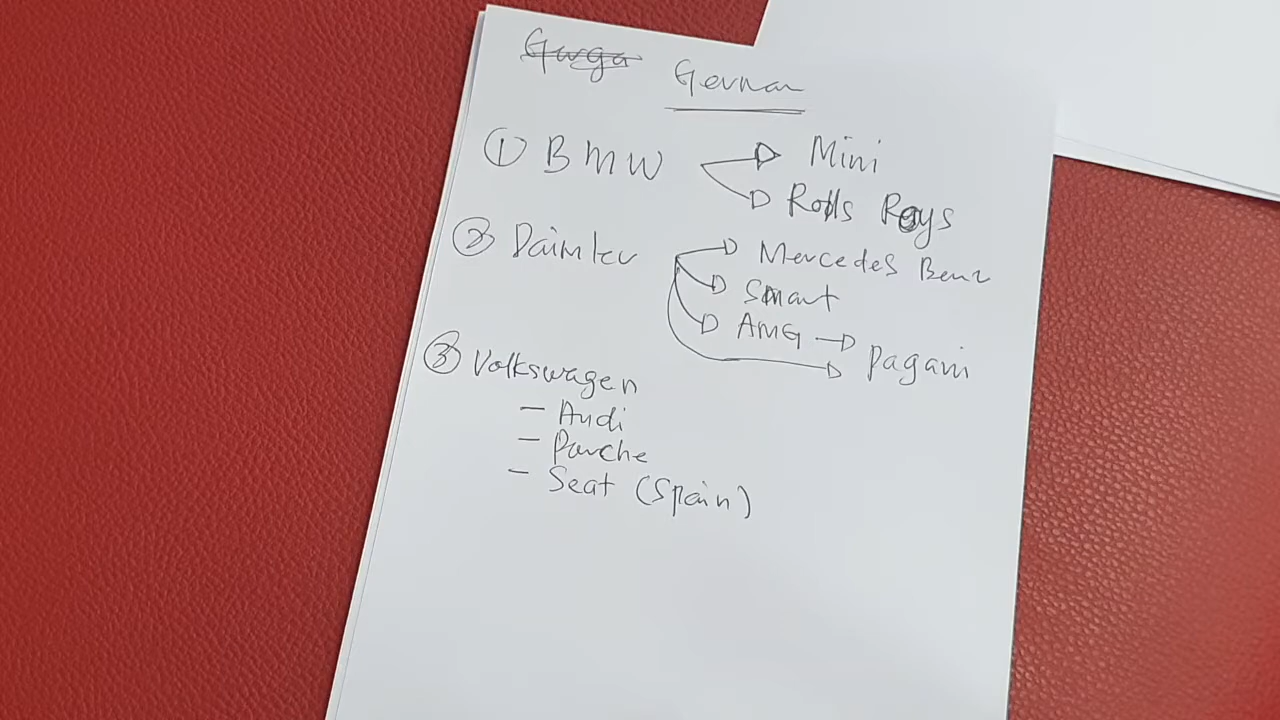 German
① BMW → Mini
→ Rolls Roys
② Daimler → Mercedes Benz
→ Smart
→ AMG → Pagani
③ Volkswagen
- Audi
- Porche
- Seat (Spain)